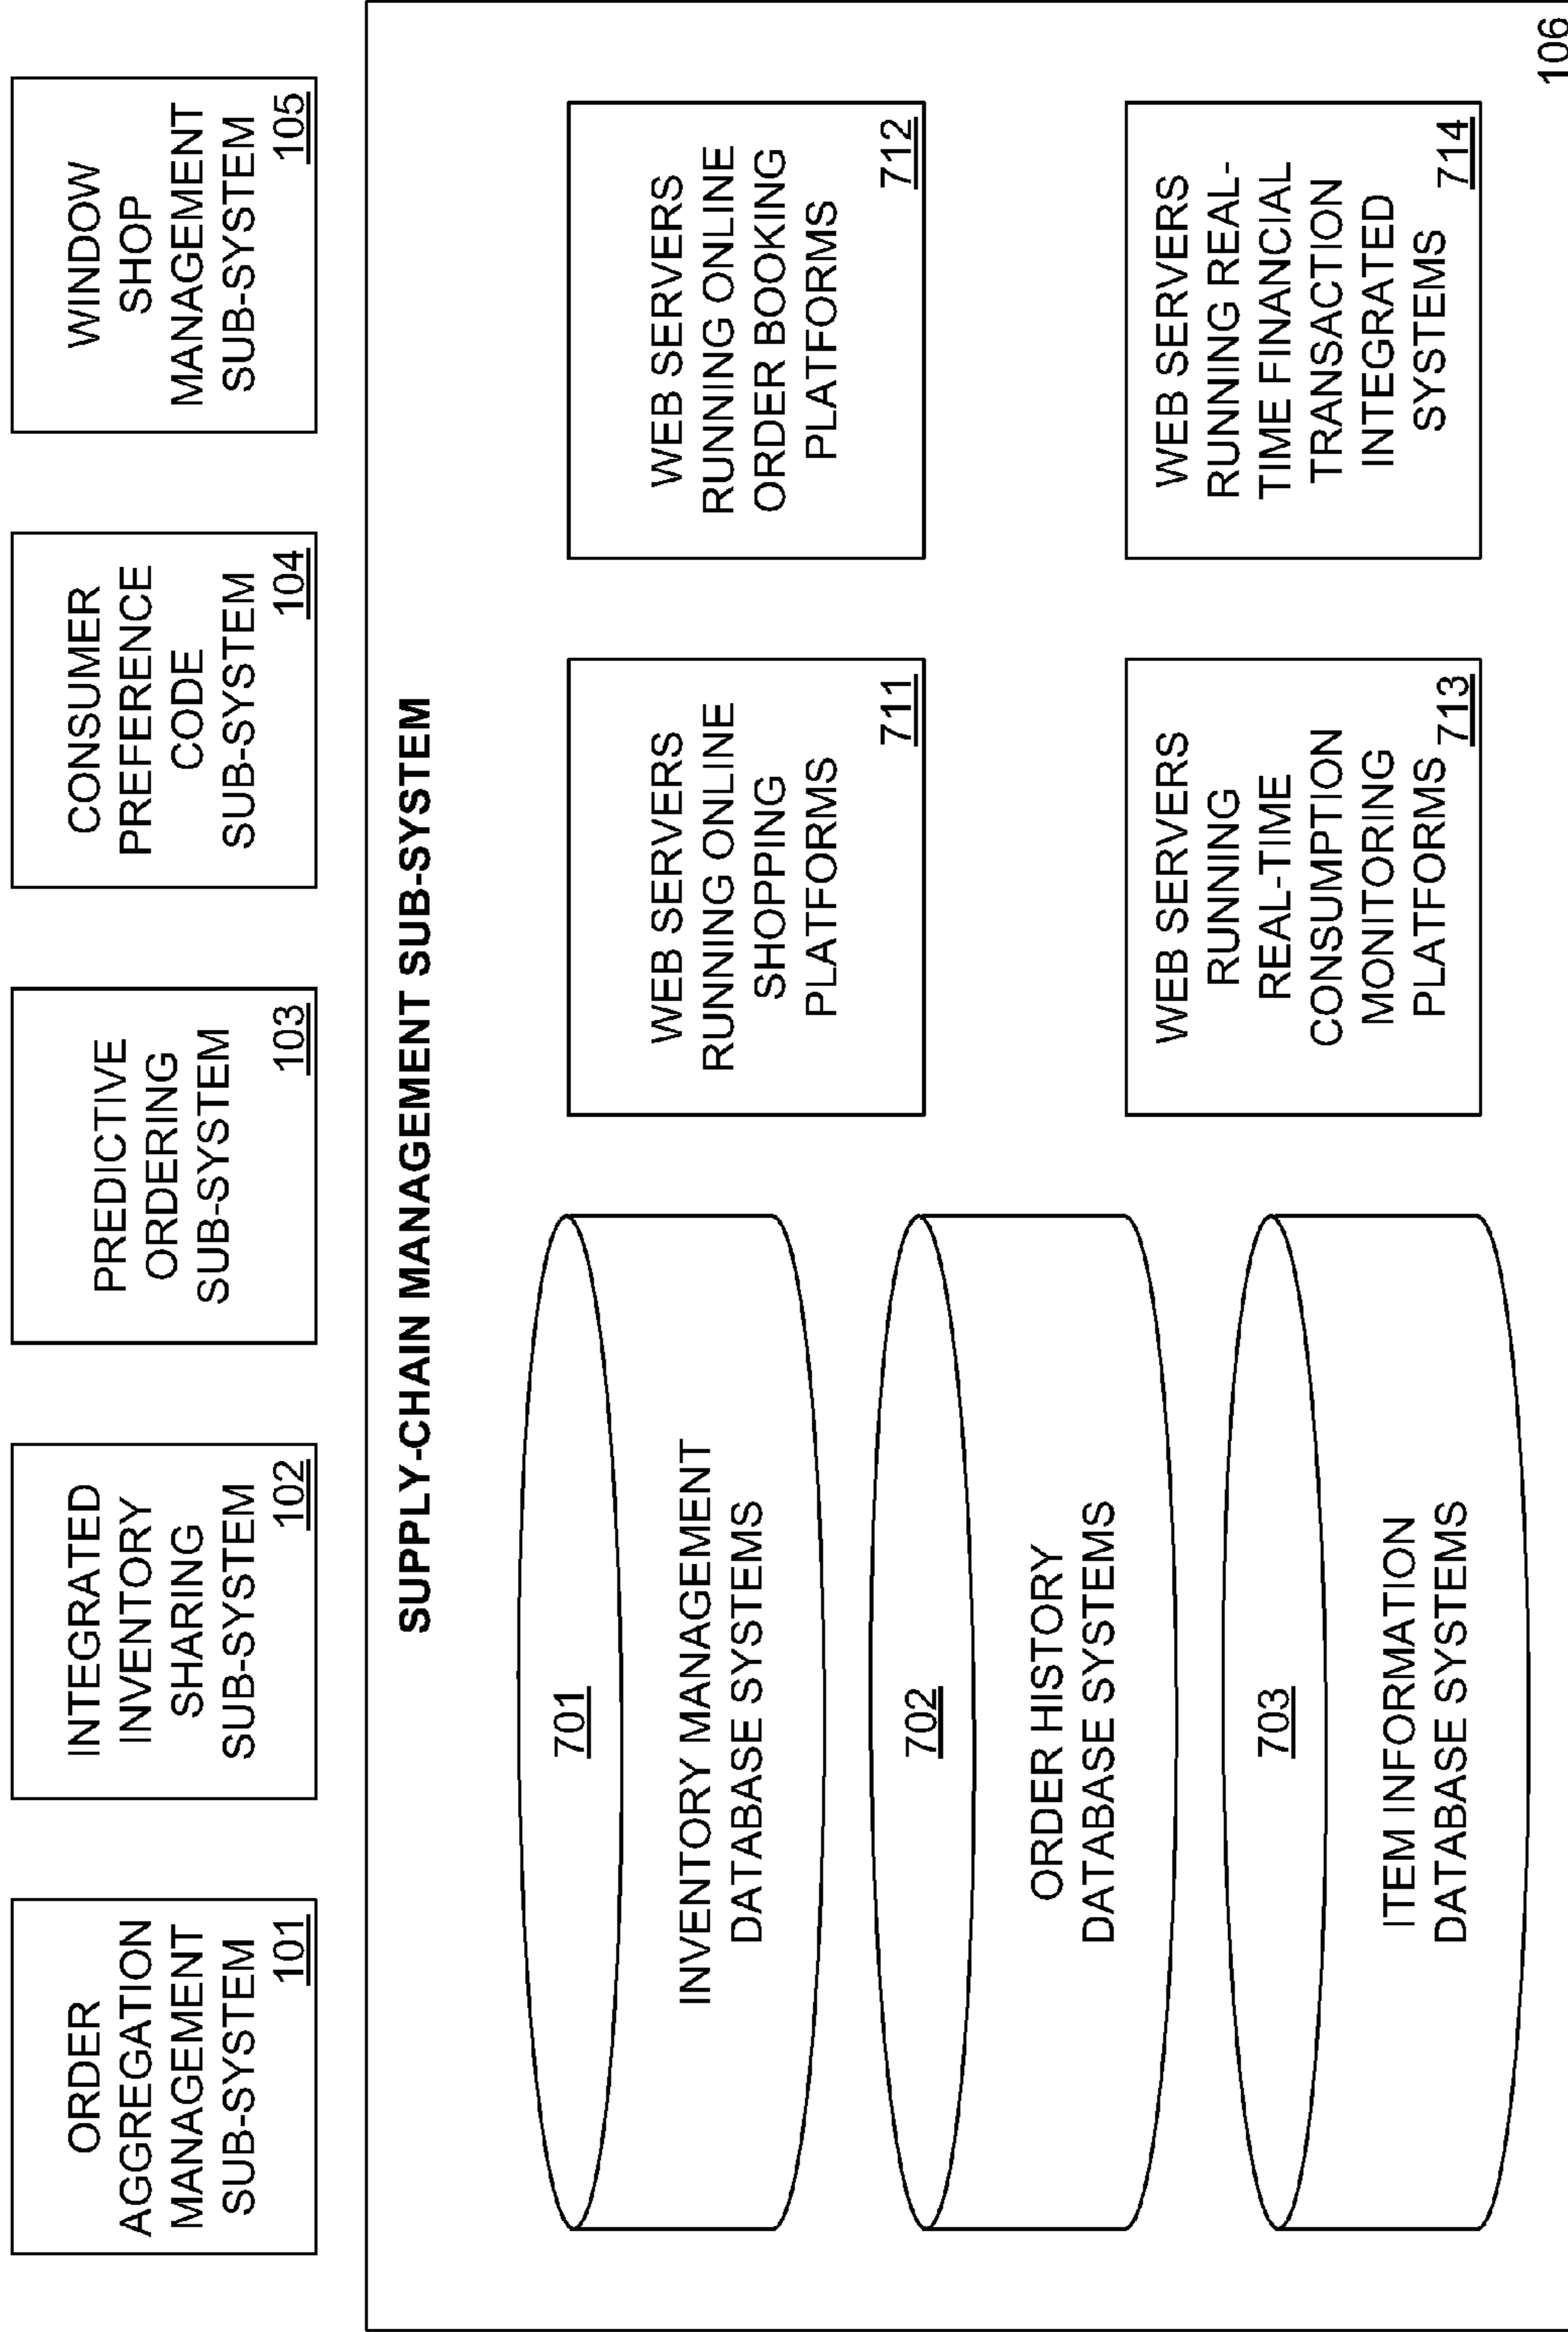 ORDER
AGGREGATION
MANAGEMENT
SUB-SYSTEM
101
INTEGRATED
INVENTORY
SHARING
SUB-SYSTEM
102
PREDICTIVE
ORDERING
SUB-SYSTEM
103
CONSUMER
PREFERENCE
CODE
SUB-SYSTEM
104
WINDOW
SHOP
MANAGEMENT
SUB-SYSTEM
105
SUPPLY-CHAIN MANAGEMENT SUB-SYSTEM
701
INVENTORY MANAGEMENT
DATABASE SYSTEMS
702
ORDER HISTORY
DATABASE SYSTEMS
703
ITEM INFORMATION
DATABASE SYSTEMS
WEB SERVERS
RUNNING ONLINE
SHOPPING
PLATFORMS
711
WEB SERVERS
RUNNING ONLINE
ORDER BOOKING
PLATFORMS
712
WEB SERVERS
RUNNING
REAL-TIME
CONSUMPTION
MONITORING
PLATFORMS
713
WEB SERVERS
RUNNING REAL-
TIME FINANCIAL
TRANSACTION
INTEGRATED
SYSTEMS
714
106